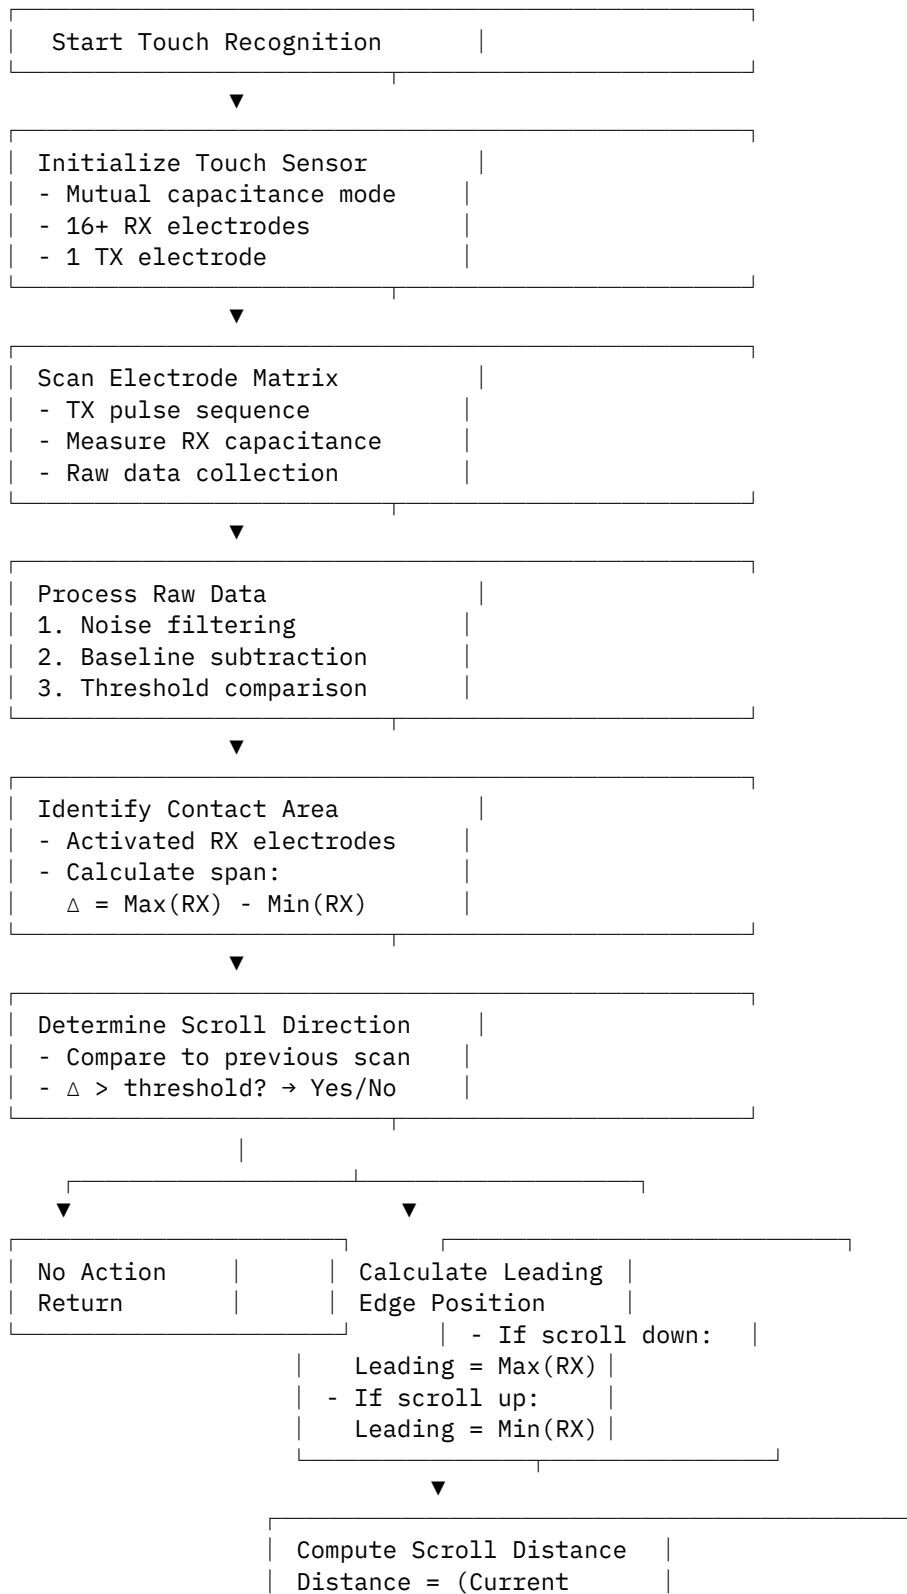 Start Touch Recognition
Initialize Touch Sensor
- Mutual capacitance mode
- 16+ RX electrodes
- 1 TX electrode
Scan Electrode Matrix
- TX pulse sequence
- Measure RX capacitance
- Raw data collection
Process Raw Data
1. Noise filtering
2. Baseline subtraction
3. Threshold comparison
Identify Contact Area
- Activated RX electrodes
- Calculate span:
Δ = Max(RX) - Min(RX)
Determine Scroll Direction
- Compare to previous scan
- Δ > threshold? → Yes/No
No Action
Return
Calculate Leading
Edge Position
- If scroll down:
Leading = Max(RX)
- If scroll up:
Leading = Min(RX)
Compute Scroll Distance
Distance = (Current